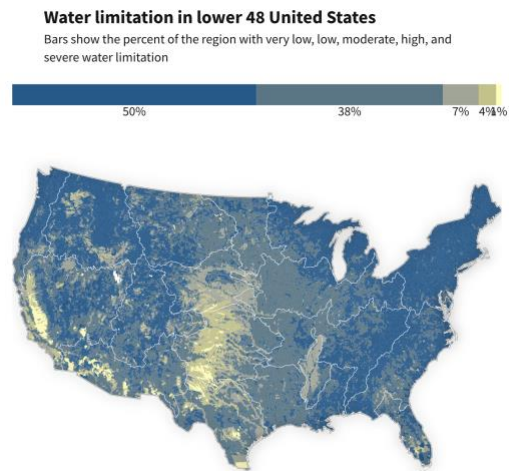 Water limitation in lower 48 United States
Bars show the percent of the region with very low, low, moderate, high, and
severe water limitation
50% 38% 7% 4% 1%